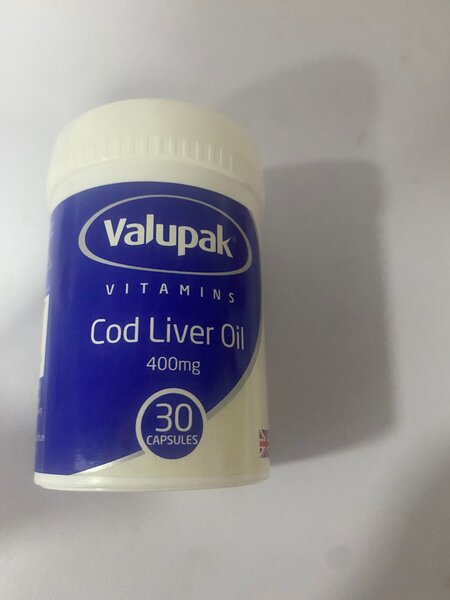 Valupak®
VITAMINS
Cod Liver Oil
400mg
30
CAPSULES